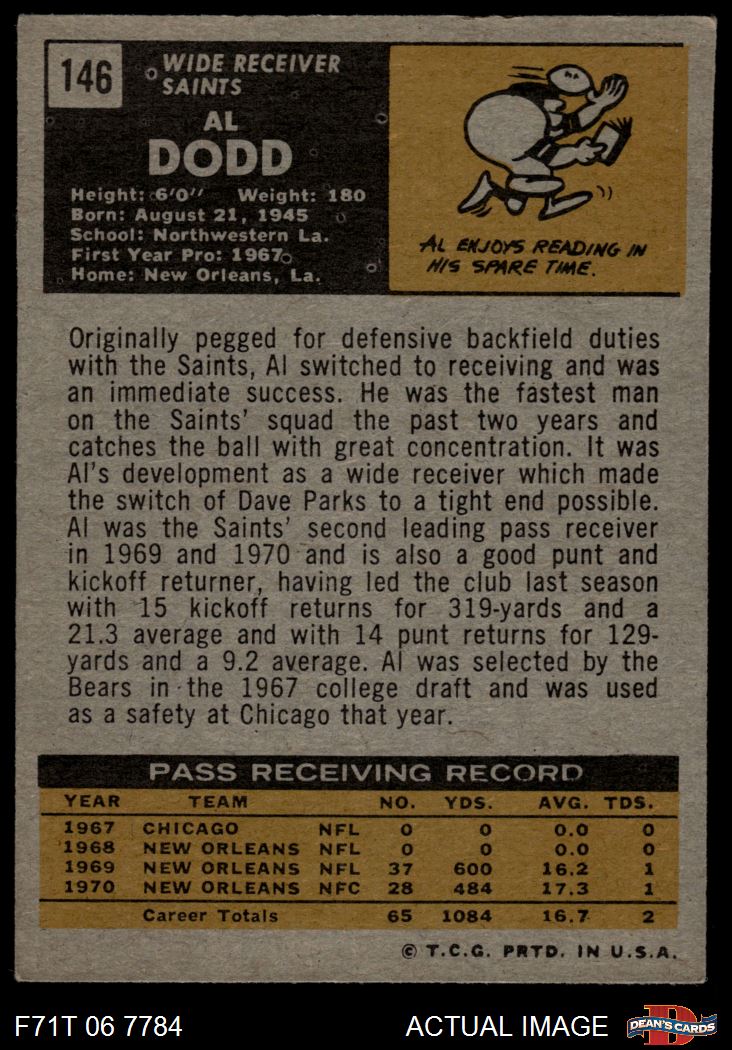 146
WIDE RECEIVER
SAINTS
AL
DODD
Height: 6'0" Weight: 180
Born: August 21, 1945
School: Northwestern La.
First Year Pro: 1967
Home: New Orleans, La.
AL ENJOYS READING IN
HIS SPARE TIME.
Originally pegged for defensive backfield duties
with the Saints, Al switched to receiving and was
an immediate success. He was the fastest man
on the Saints' squad the past two years and
catches the ball with great concentration. It was
Al's development as a wide receiver which made
the switch of Dave Parks to a tight end possible.
Al was the Saints' second leading pass receiver
in 1969 and 1970 and is also a good punt and
kickoff returner, having led the club last season
with 15 kickoff returns for 319-yards and a
21.3 average and with 14 punt returns for 129-
yards and a 9.2 average. Al was selected by the
Bears in the 1967 college draft and was used
as a safety at Chicago that year.
PASS RECEIVING RECORD
YEAR TEAM NO. YDS. AVG. TDS.
1967 CHICAGO NFL 0 0 0.0 0
1968 NEW ORLEANS NFL 0 0 0.0 0
1969 NEW ORLEANS NFL 37 600 16.2 1
1970 NEW ORLEANS NFC 28 484 17.3 1
Career Totals 65 1084 16.7 2
© T.C.G. PRTD. IN U.S.A.
F71T 06 7784 ACTUAL IMAGE D DEAN'S CARDS